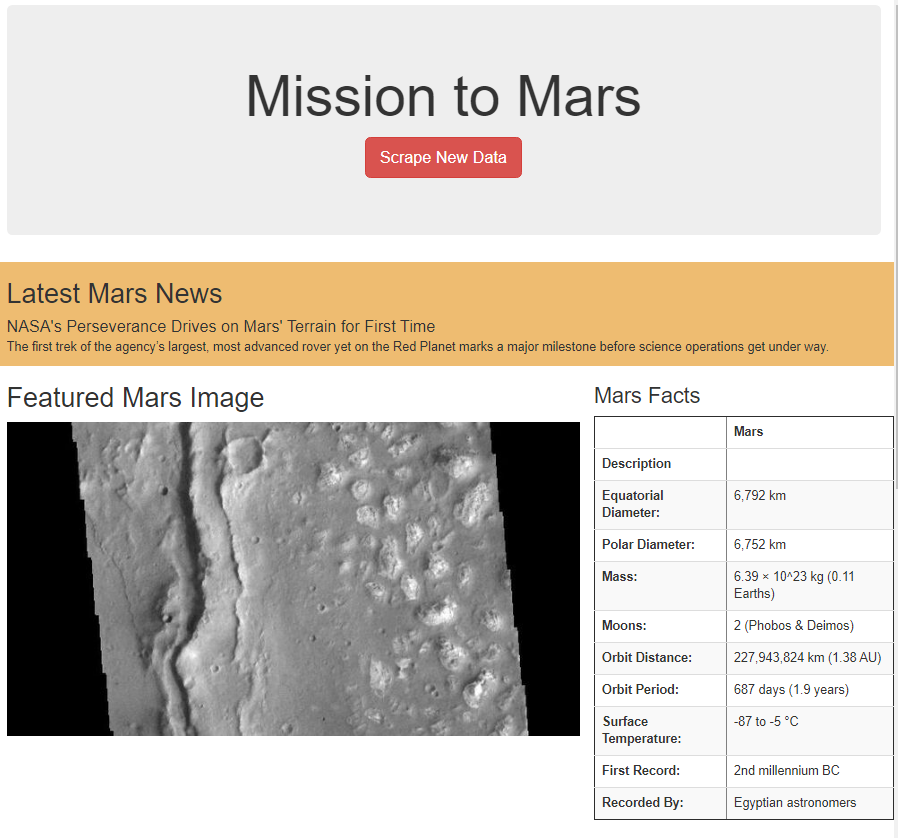 Mission to Mars
Scrape New Data
Latest Mars News
NASA's Perseverance Drives on Mars' Terrain for First Time
The first trek of the agency’s largest, most advanced rover yet on the Red Planet marks a major milestone before science operations get under way.
Featured Mars Image
Mars Facts
Mars
Description
Equatorial
Diameter:
6,792 km
Polar Diameter:
6,752 km
Mass:
6.39 × 10^23 kg (0.11
Earths)
Moons:
2 (Phobos & Deimos)
Orbit Distance:
227,943,824 km (1.38 AU)
Orbit Period:
687 days (1.9 years)
Surface
Temperature:
-87 to -5 °C
First Record:
2nd millennium BC
Recorded By:
Egyptian astronomers